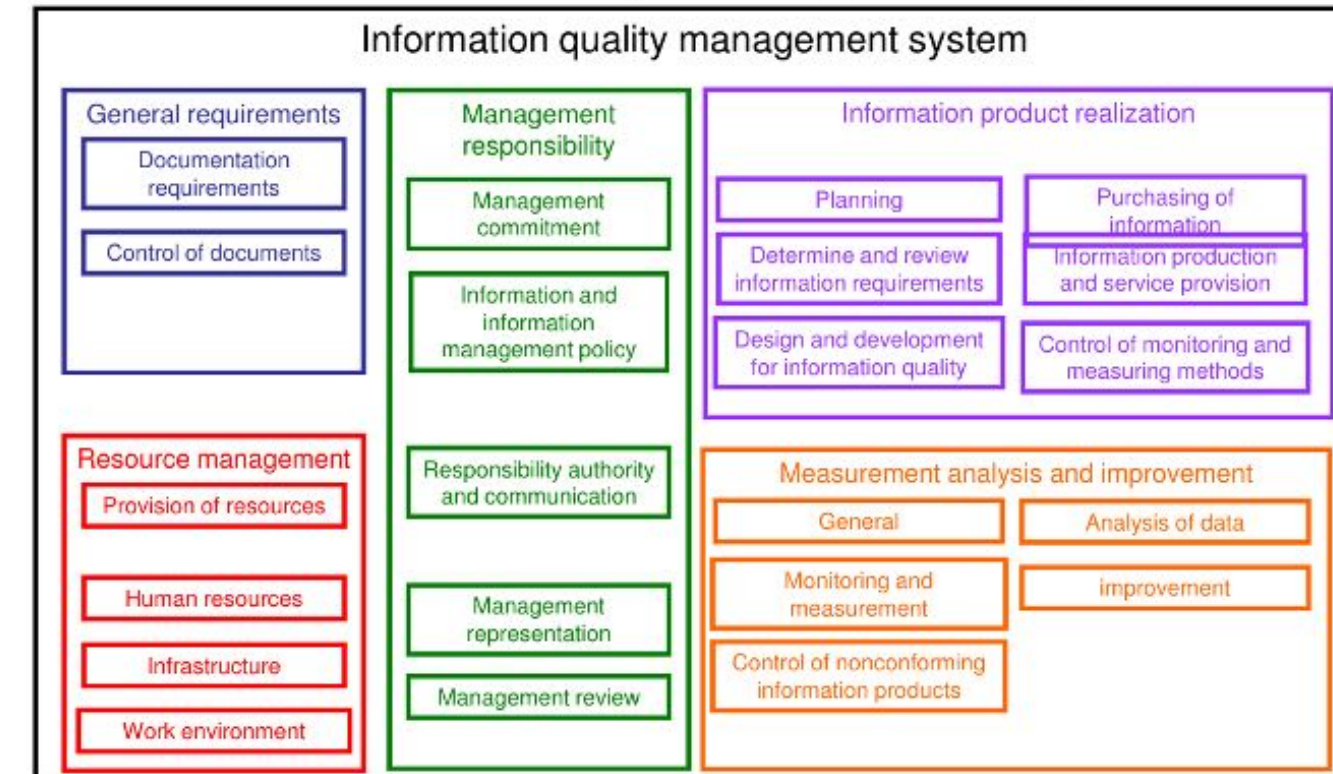 Information quality management system
General requirements
Documentation
requirements
Control of documents
Resource management
Provision of resources
Human resources
Infrastructure
Work environment
Management
responsibility
Management
commitment
Information and
information
management policy
Responsibility authority
and communication
Management
representation
Management review
Information product realization
Planning
Determine and review
information requirements
Design and development
for information quality
Purchasing of
information
Information production
and service provision
Control of monitoring and
measuring methods
Measurement analysis and improvement
General
Monitoring and
measurement
Control of nonconforming
information products
Analysis of data
improvement